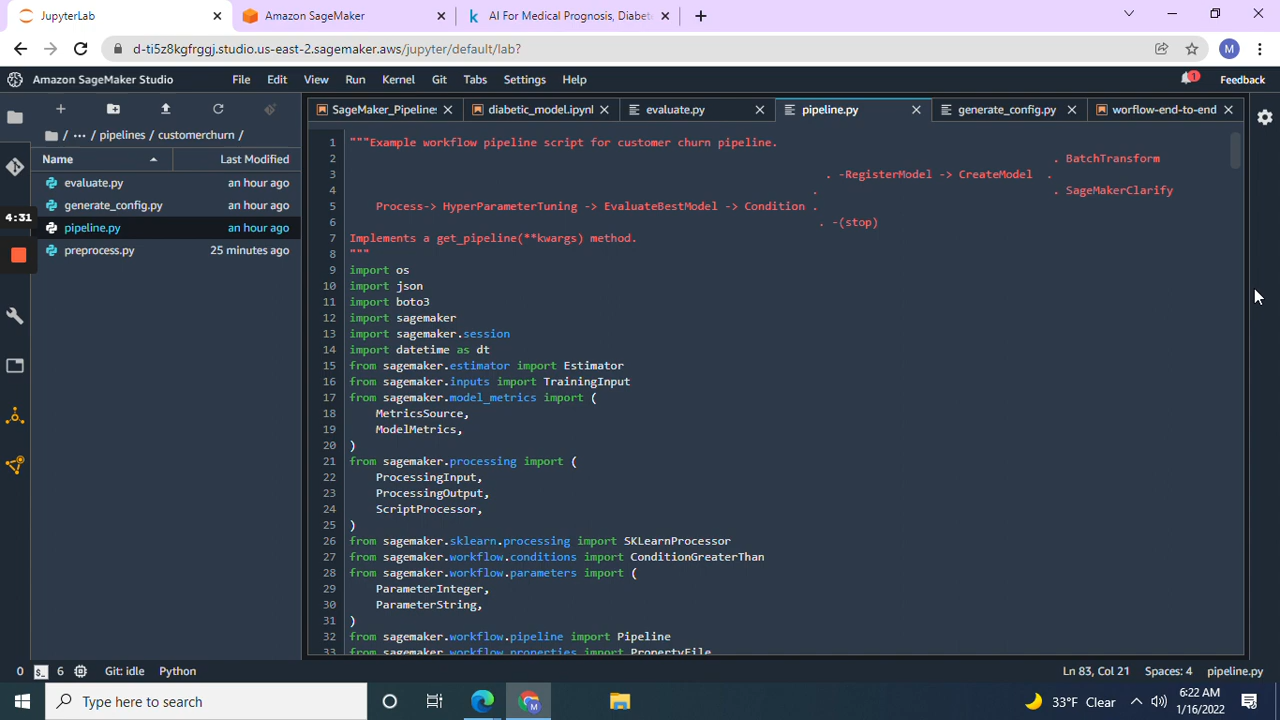 JupyterLab
Amazon SageMaker
AI For Medical Prognosis, Diabet
d-ti5z8kgfrggj.studio.us-east-2.sagemaker.aws/jupyter/default/lab?
M
Amazon SageMaker Studio
File Edit View Run Kernel Git Tabs Settings Help
1
Feedback
SageMaker_Pipeline
diabetic_model.ipynl
evaluate.py
pipeline.py
generate_config.py
worflow-end-to-end
/ ··· / pipelines / customerchurn /
Name Last Modified
evaluate.py an hour ago
generate_config.py an hour ago
pipeline.py an hour ago
preprocess.py 25 minutes ago
4:31
1 """Example workflow pipeline script for customer churn pipeline.
2 . BatchTransform
3 . -RegisterModel -> CreateModel .
4 . . SageMakerClarify
5 Process-> HyperParameterTuning -> EvaluateBestModel -> Condition .
6 . -(stop)
7 Implements a get_pipeline(**kwargs) method.
8 """
9 import os
10 import json
11 import boto3
12 import sagemaker
13 import sagemaker.session
14 import datetime as dt
15 from sagemaker.estimator import Estimator
16 from sagemaker.inputs import TrainingInput
17 from sagemaker.model_metrics import (
18 MetricsSource,
19 ModelMetrics,
20 )
21 from sagemaker.processing import (
22 ProcessingInput,
23 ProcessingOutput,
24 ScriptProcessor,
25 )
26 from sagemaker.sklearn.processing import SKLearnProcessor
27 from sagemaker.workflow.conditions import ConditionGreaterThan
28 from sagemaker.workflow.parameters import (
29 ParameterInteger,
30 ParameterString,
31 )
32 from sagemaker.workflow.pipeline import Pipeline
33 from sagemaker.workflow.properties import PropertyFile
0 6 Git: idle Python
Ln 83, Col 21 Spaces: 4 pipeline.py
Type here to search
M
33°F Clear
6:22 AM
1/16/2022